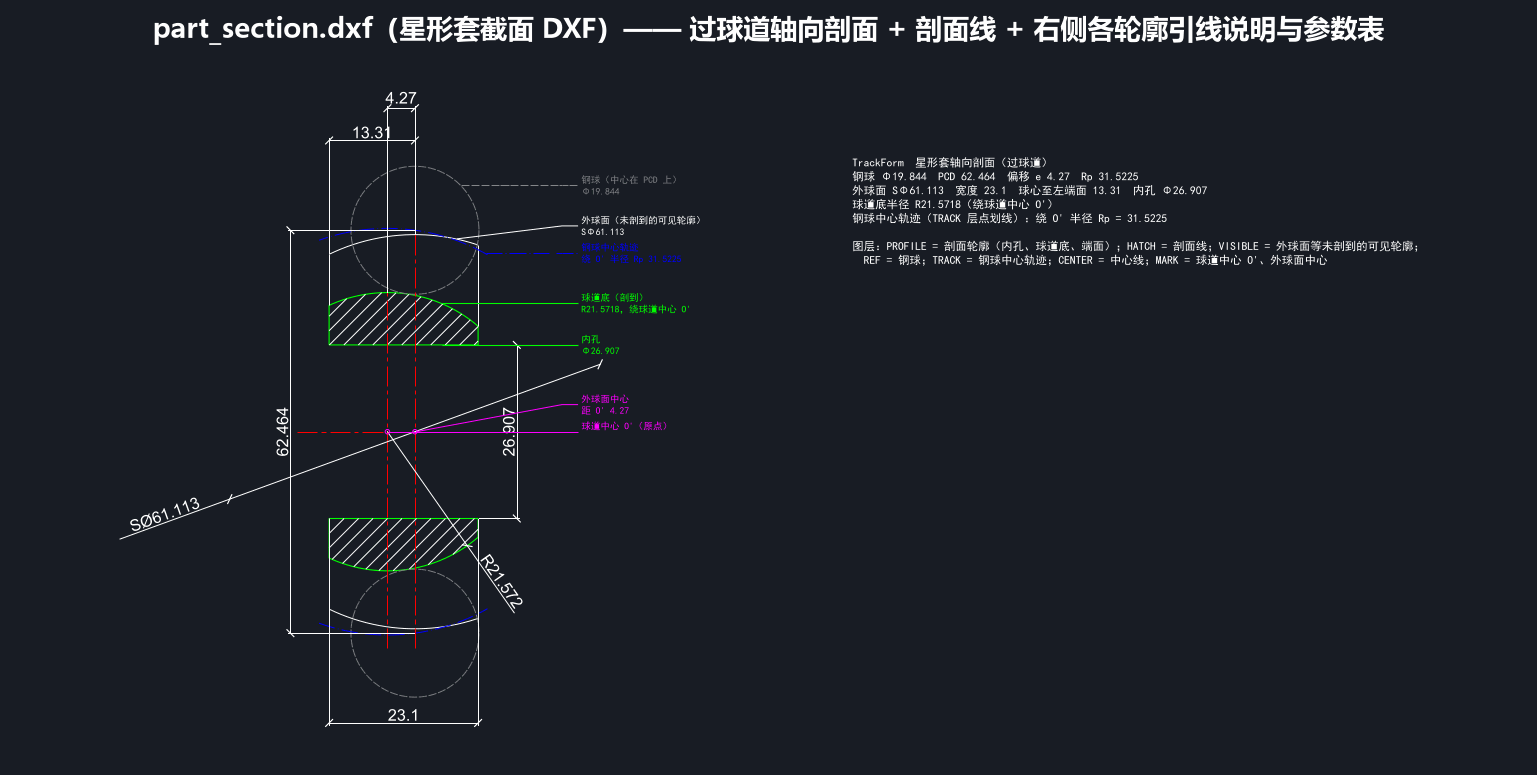 part_section.dxf（星形套截面 DXF）—— 过球道轴向剖面 + 剖面线 + 右侧各轮廓引线说明与参数表
4.27
13.31
钢球（中心在 PCD 上）
Φ19.844
外球面（未剖到的可见轮廓）
SΦ61.113
球道底（剖到）
R21.5718, 绕球道中心 O'
内孔
Φ26.907
外球面中心
距 O' 4.27
球道中心 O'（原点）
62.464
26.907
SØ61.113
R21.572
23.1
TrackForm 星形套轴向剖面（过球道）
钢球 Φ19.844 PCD 62.464 偏移 e 4.27 Rp 31.5225
外球面 SΦ61.113 宽度 23.1 球心至左端面 13.31 内孔 Φ26.907
球道底半径 R21.5718（绕球道中心 O'）
钢球中心轨迹（TRACK 层点划线）: 绕 O' 半径 Rp = 31.5225
图层: PROFILE = 剖面轮廓（内孔、球道底、端面）; HATCH = 剖面线; VISIBLE = 外球面等未剖到的可见轮廓;
REF = 钢球; TRACK = 钢球中心轨迹; CENTER = 中心线; MARK = 球道中心 O'、外球面中心